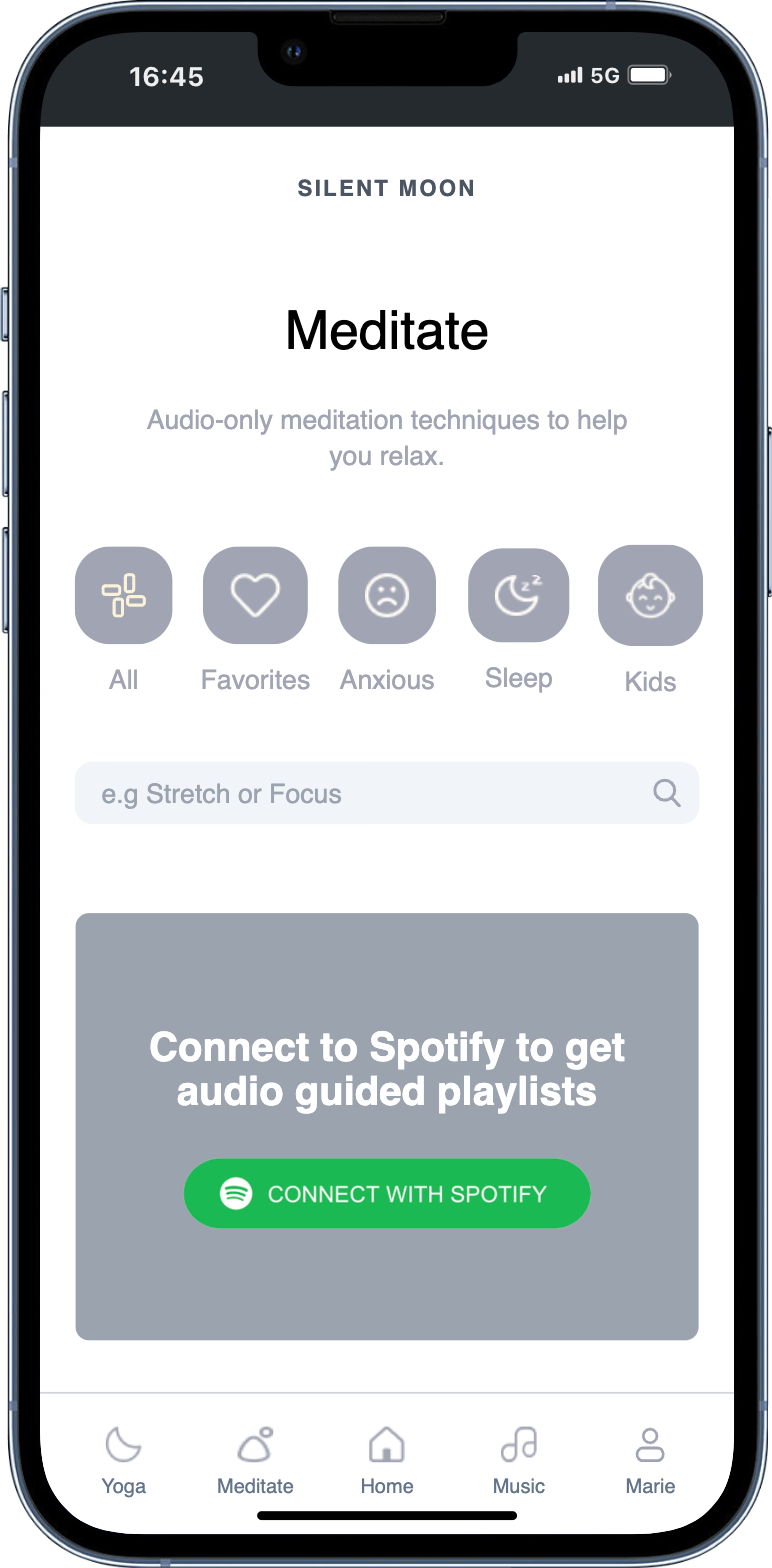 16:45
5G
SILENT MOON
Meditate
Audio-only meditation techniques to help
you relax.
All
Favorites
Anxious
Sleep
Kids
e.g Stretch or Focus
Connect to Spotify to get
audio guided playlists
CONNECT WITH SPOTIFY
Yoga
Meditate
Home
Music
Marie